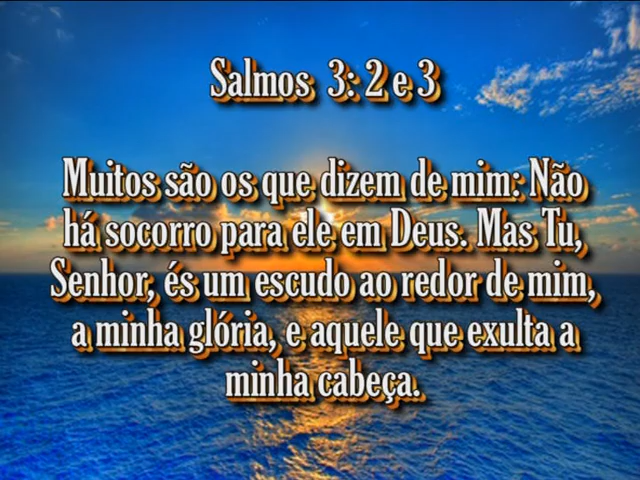 Salmos 3: 2 e 3
Muitos são os que dizem de mim: Não
há socorro para ele em Deus. Mas Tu,
Senhor, és um escudo ao redor de mim,
a minha glória, e aquele que exulta a
minha cabeça.